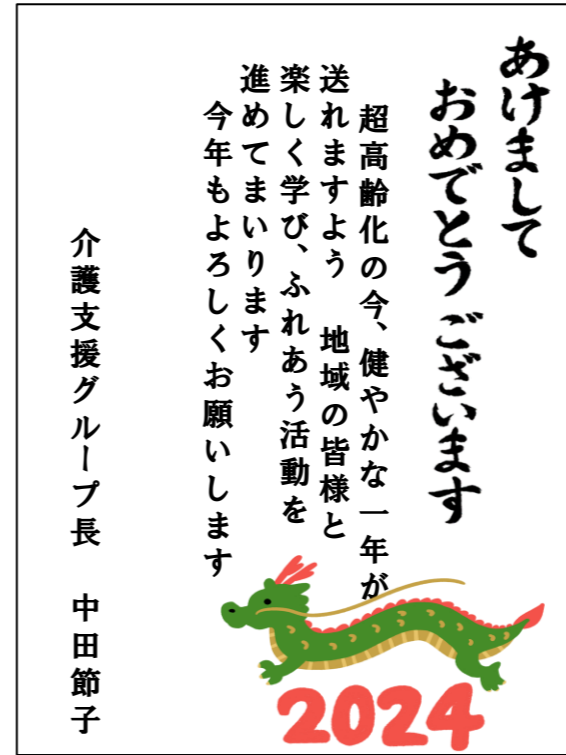 あけまして
おめでとうございます
超高齢化の今、健やかな一年が
送れますよう　地域の皆様と
楽しく学び、ふれあう活動を
進めてまいります
今年もよろしくお願いします
介護支援グループ長　中田節子
2024